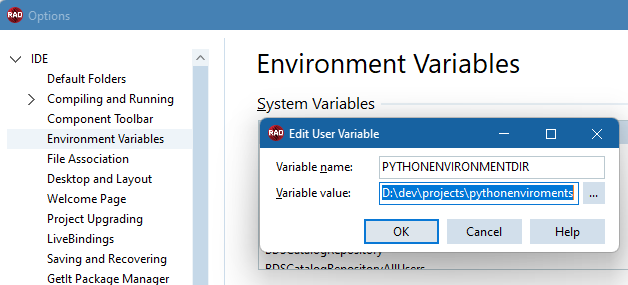 RAD Options
IDE
Default Folders
Compiling and Running
Component Toolbar
Environment Variables
File Association
Desktop and Layout
Welcome Page
Project Upgrading
LiveBindings
Saving and Recovering
GetIt Package Manager
Environment Variables
System Variables
RAD Edit User Variable
Variable name: PYTHONENVIRONMENTDIR
Variable value: D:\dev\projects\pythonenviroments ...
OK Cancel Help
BDSCatalogRepository
BDSCatalogRepositoryAllUsers